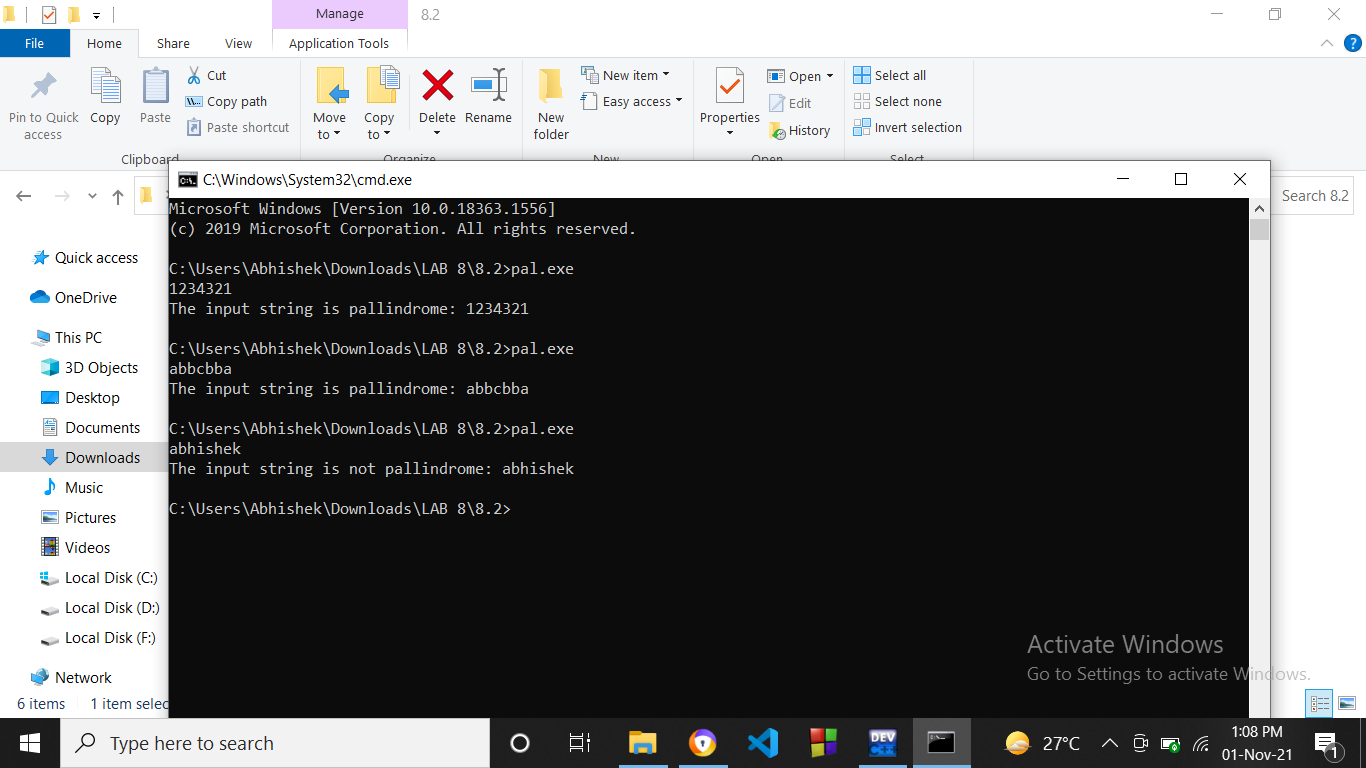 Manage
8.2
File
Home
Share
View
Application Tools
Pin to Quick access
Copy
Paste
Cut
Copy path
Paste shortcut
Clipboard
Move to
Copy to
Delete
Rename
Organize
New folder
New item
Easy access
New
Properties
Open
Edit
History
Open
Select all
Select none
Invert selection
Select
Search 8.2
C:\Windows\System32\cmd.exe
Microsoft Windows [Version 10.0.18363.1556]
(c) 2019 Microsoft Corporation. All rights reserved.
C:\Users\Abhishek\Downloads\LAB 8\8.2>pal.exe
1234321
The input string is pallindrome: 1234321
C:\Users\Abhishek\Downloads\LAB 8\8.2>pal.exe
abbcbba
The input string is pallindrome: abbcbba
C:\Users\Abhishek\Downloads\LAB 8\8.2>pal.exe
abhishek
The input string is not pallindrome: abhishek
C:\Users\Abhishek\Downloads\LAB 8\8.2>
Quick access
OneDrive
This PC
3D Objects
Desktop
Documents
Downloads
Music
Pictures
Videos
Local Disk (C:)
Local Disk (D:)
Local Disk (F:)
Network
6 items
1 item selec
Activate Windows
Go to Settings to activate Windows.
Type here to search
DEV
C++
27°C
1:08 PM
01-Nov-21
1